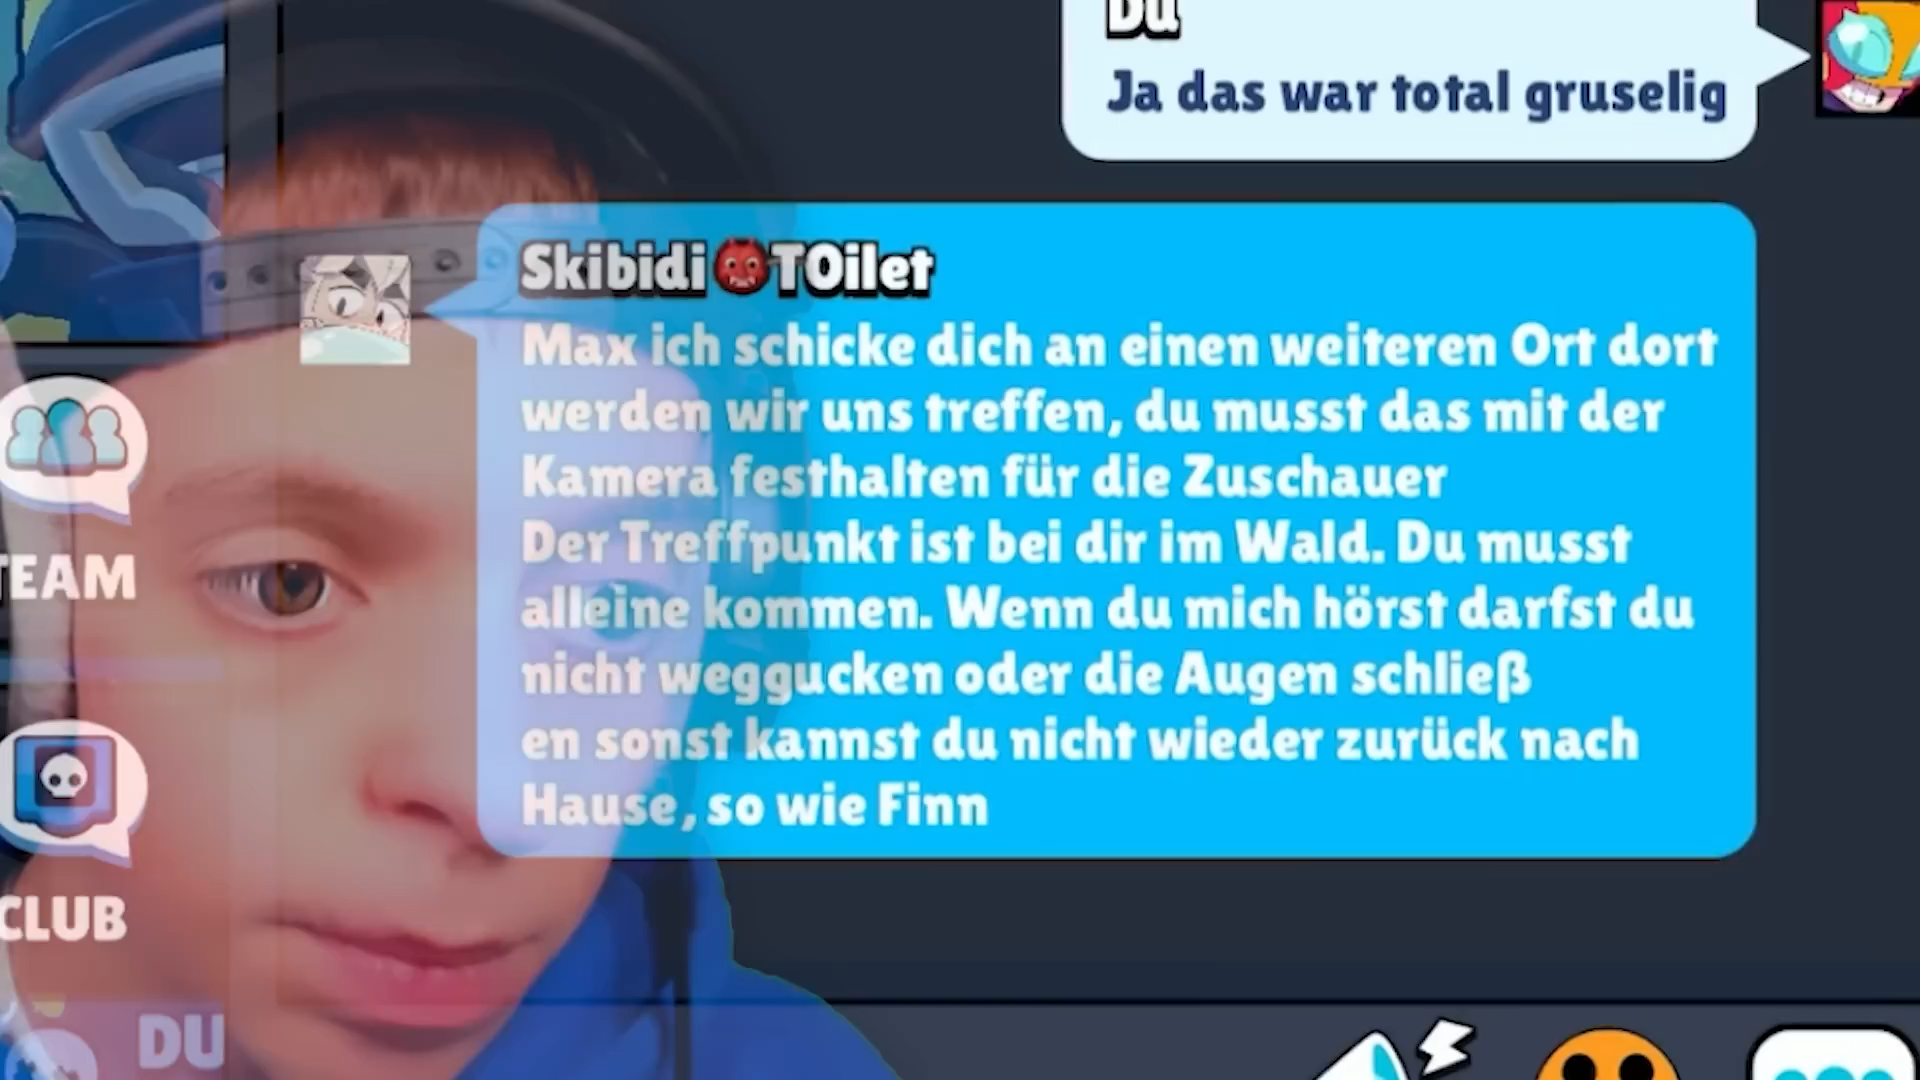 Du
Ja das war total gruselig
Skibidi👹TOilet
Max ich schicke dich an einen weiteren Ort dort
werden wir uns treffen, du musst das mit der
Kamera festhalten für die Zuschauer
Der Treffpunkt ist bei dir im Wald. Du musst
alleine kommen. Wenn du mich hörst darfst du
nicht weggucken oder die Augen schließ
en sonst kannst du nicht wieder zurück nach
Hause, so wie Finn
TEAM
CLUB
DU